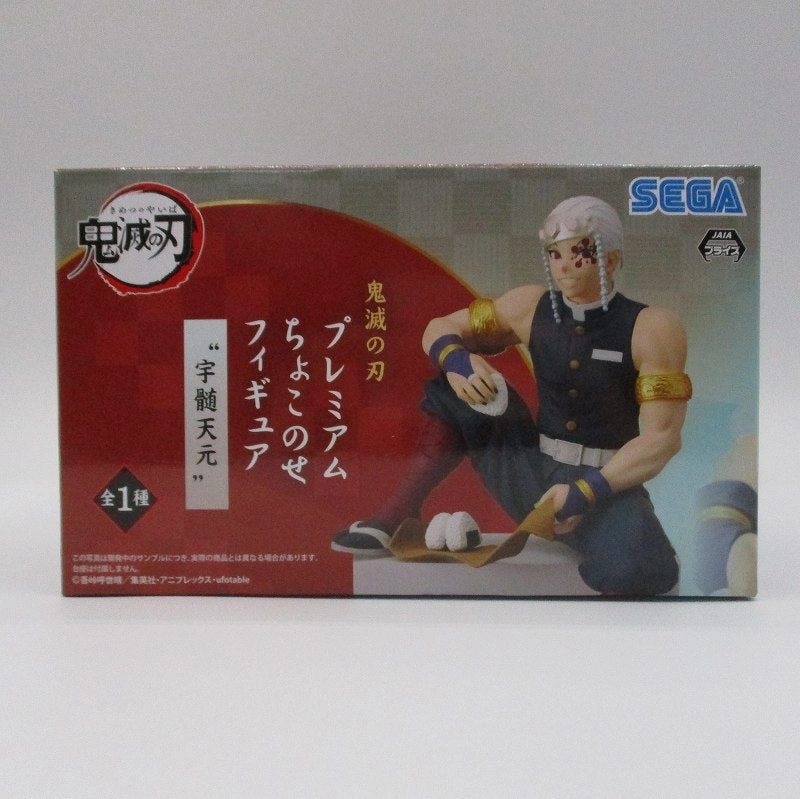 きめつのやいば
鬼滅の刃
SEGA
JAIA
プライズ
鬼滅の刃
プレミアム
ちょこのせ
フィギュア
“宇髄天元”
全1種
この写真は開発中のサンプルにつき、実際の商品とは異なる場合があります。
台座は付属しません。
©吾峠呼世晴／集英社・アニプレックス・ufotable